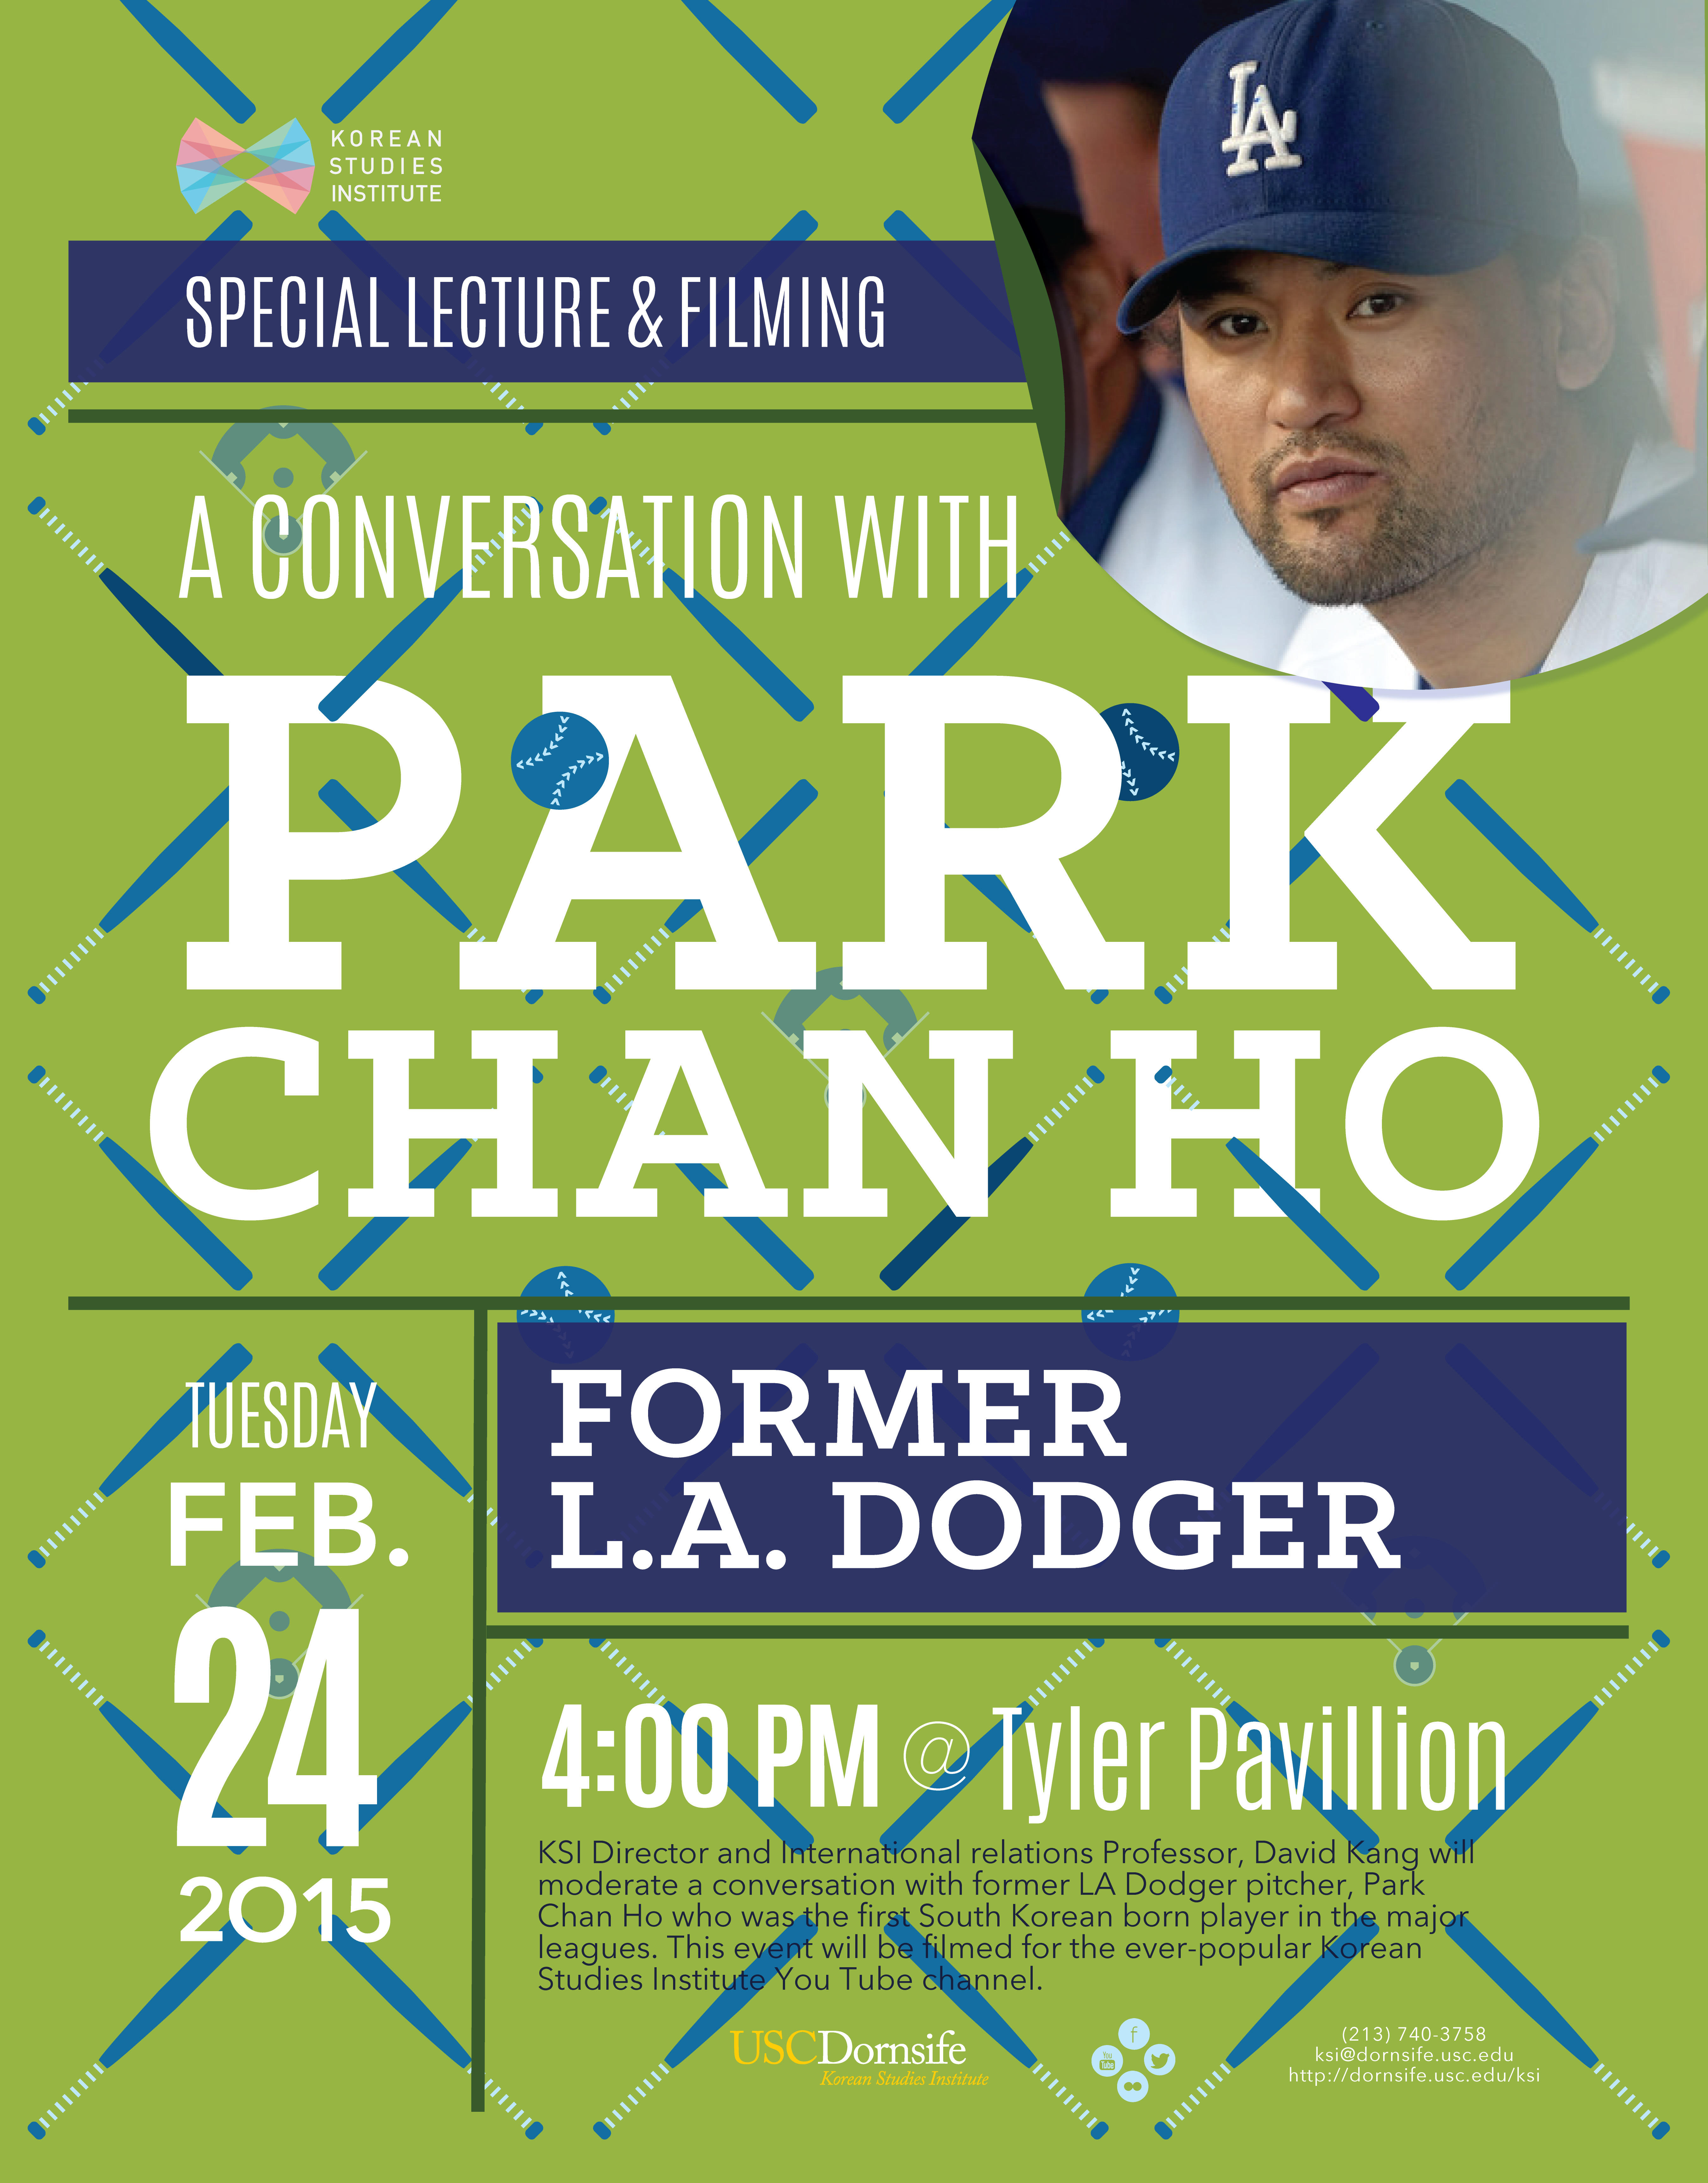 KOREAN
STUDIES
INSTITUTE
LA
SPECIAL LECTURE & FILMING
A CONVERSATION WITH
PARK
CHAN HO
TUESDAY
FEB.
24
2015
FORMER
L.A. DODGER
4:00 PM @ Tyler Pavillion
KSI Director and International relations Professor, David Kang will
moderate a conversation with former LA Dodger pitcher, Park
Chan Ho who was the first South Korean born player in the major
leagues. This event will be filmed for the ever-popular Korean
Studies Institute You Tube channel.
USCDornsife
Korean Studies Institute
f
You
Tube
(213) 740-3758
ksi@dornsife.usc.edu
http://dornsife.usc.edu/ksi